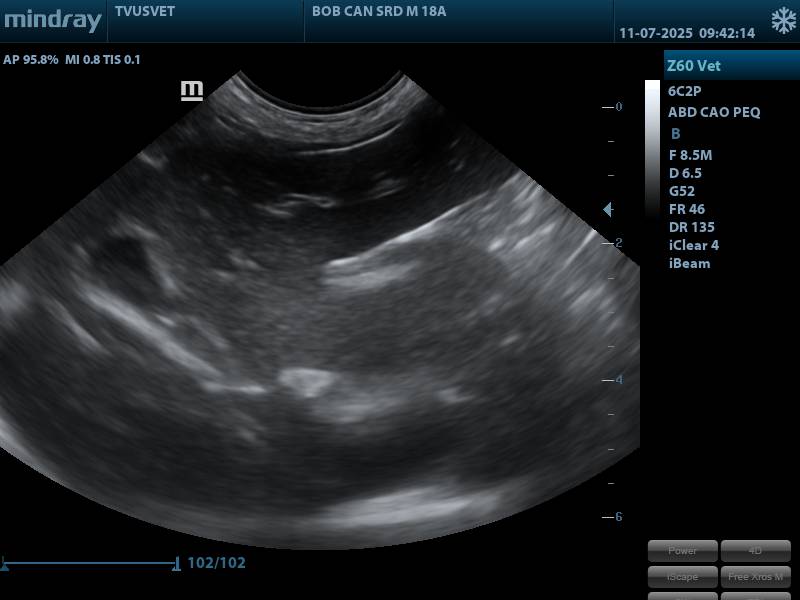 mindray
TVUSVET
BOB CAN SRD M 18A
11-07-2025 09:42:14
AP 95.8% MI 0.8 TIS 0.1
m
Z60 Vet
6C2P
ABD CAO PEQ
B
F 8.5M
D 6.5
G52
FR 46
DR 135
iClear 4
iBeam
0
2
4
6
102/102
Power
4D
iScape
Free Xros M